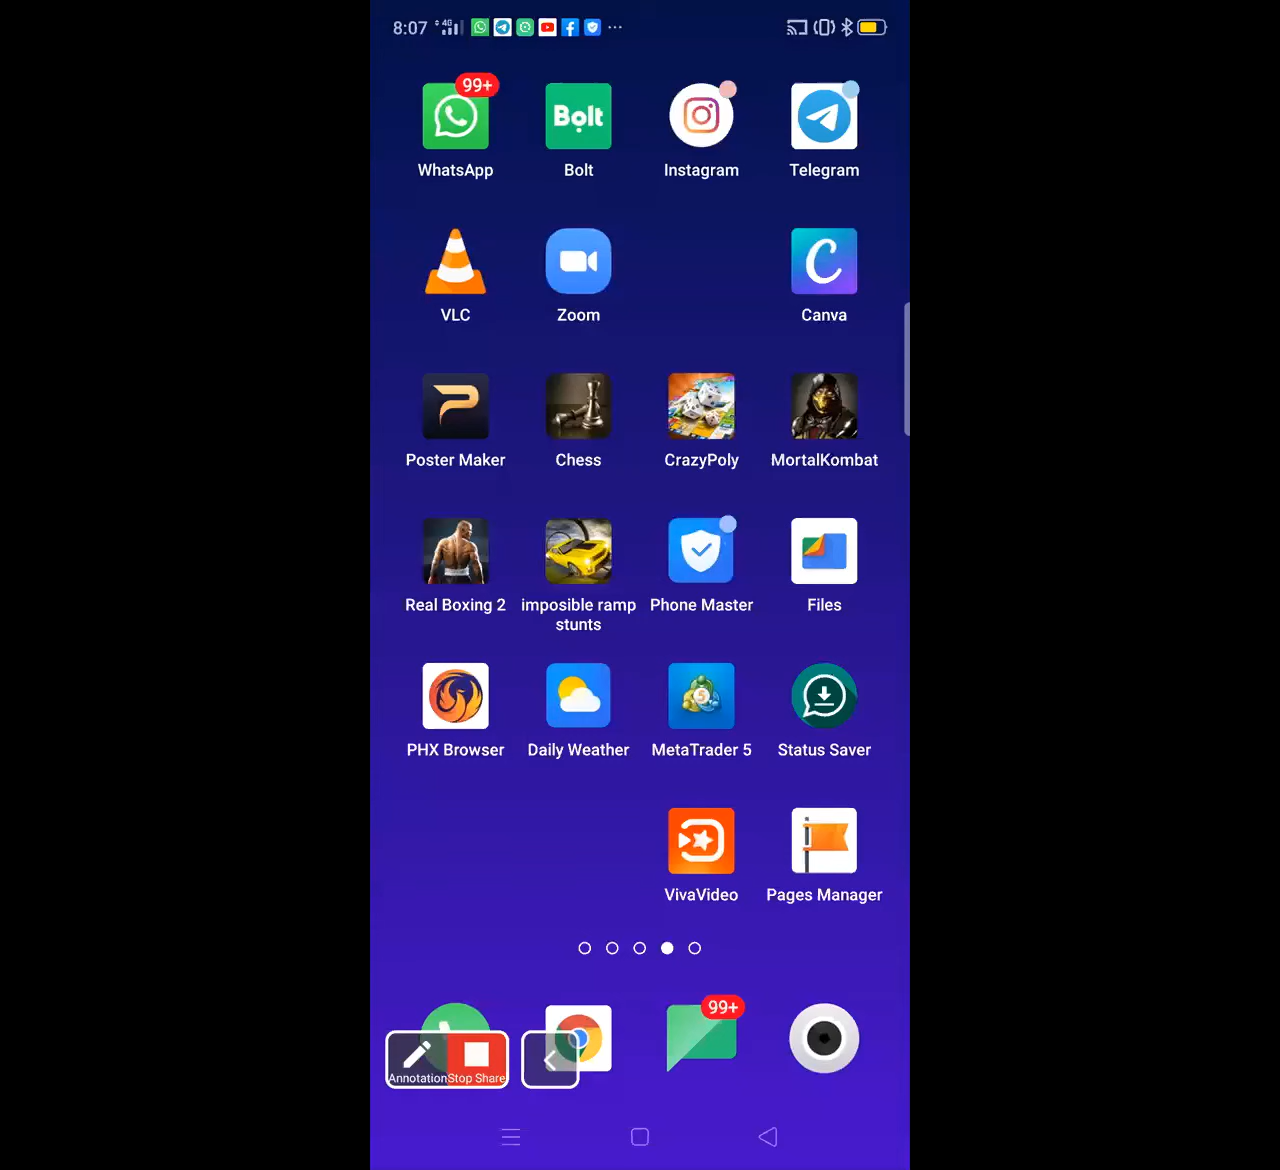 8:07 4G
99+
Bolt
WhatsApp Bolt Instagram Telegram
C
VLC Zoom Canva
Poster Maker Chess CrazyPoly MortalKombat
Real Boxing 2 imposible ramp stunts Phone Master Files
5
PHX Browser Daily Weather MetaTrader 5 Status Saver
VivaVideo Pages Manager
99+
Annotation Stop Share